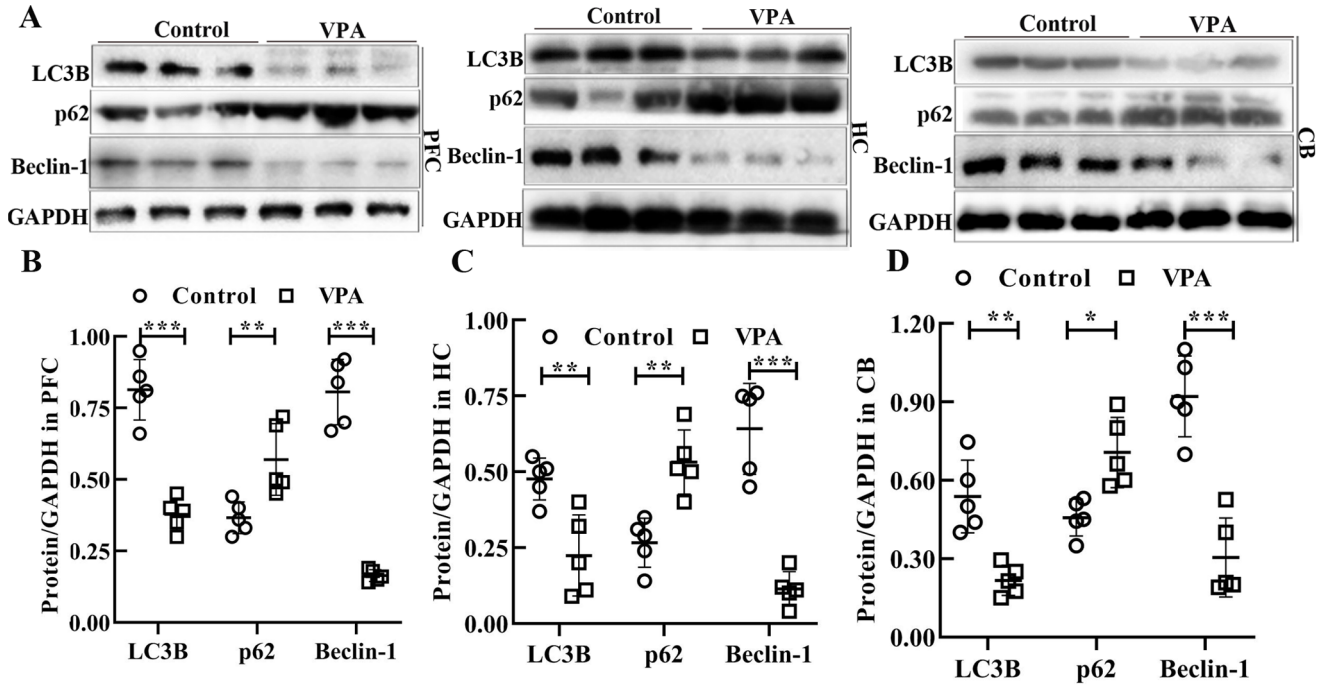 A
Control VPA
LC3B
p62
Beclin-1
GAPDH
PFC
Control VPA
LC3B
p62
Beclin-1
GAPDH
HC
Control VPA
LC3B
p62
Beclin-1
GAPDH
CB
B
Control VPA
*** ** ***
Protein/GAPDH in PFC
1.00
0.75
0.50
0.25
0.00
LC3B p62 Beclin-1
C
Control VPA
** ** ***
Protein/GAPDH in HC
1.00
0.75
0.50
0.25
0.00
LC3B p62 Beclin-1
D
Control VPA
** * ***
Protein/GAPDH in CB
1.20
0.90
0.60
0.30
0.00
LC3B p62 Beclin-1